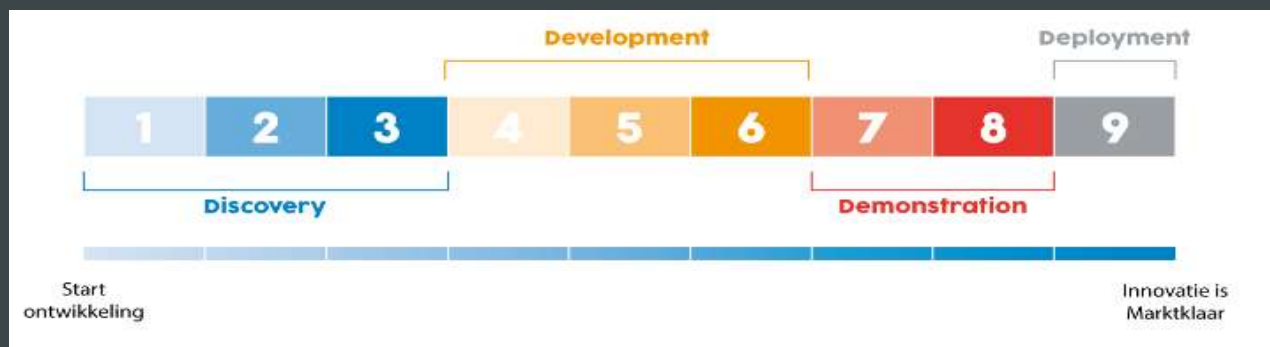 Development
Deployment
1 2 3 4 5 6 7 8 9
Discovery
Demonstration
Start
ontwikkeling
Innovatie is
Marktklaar